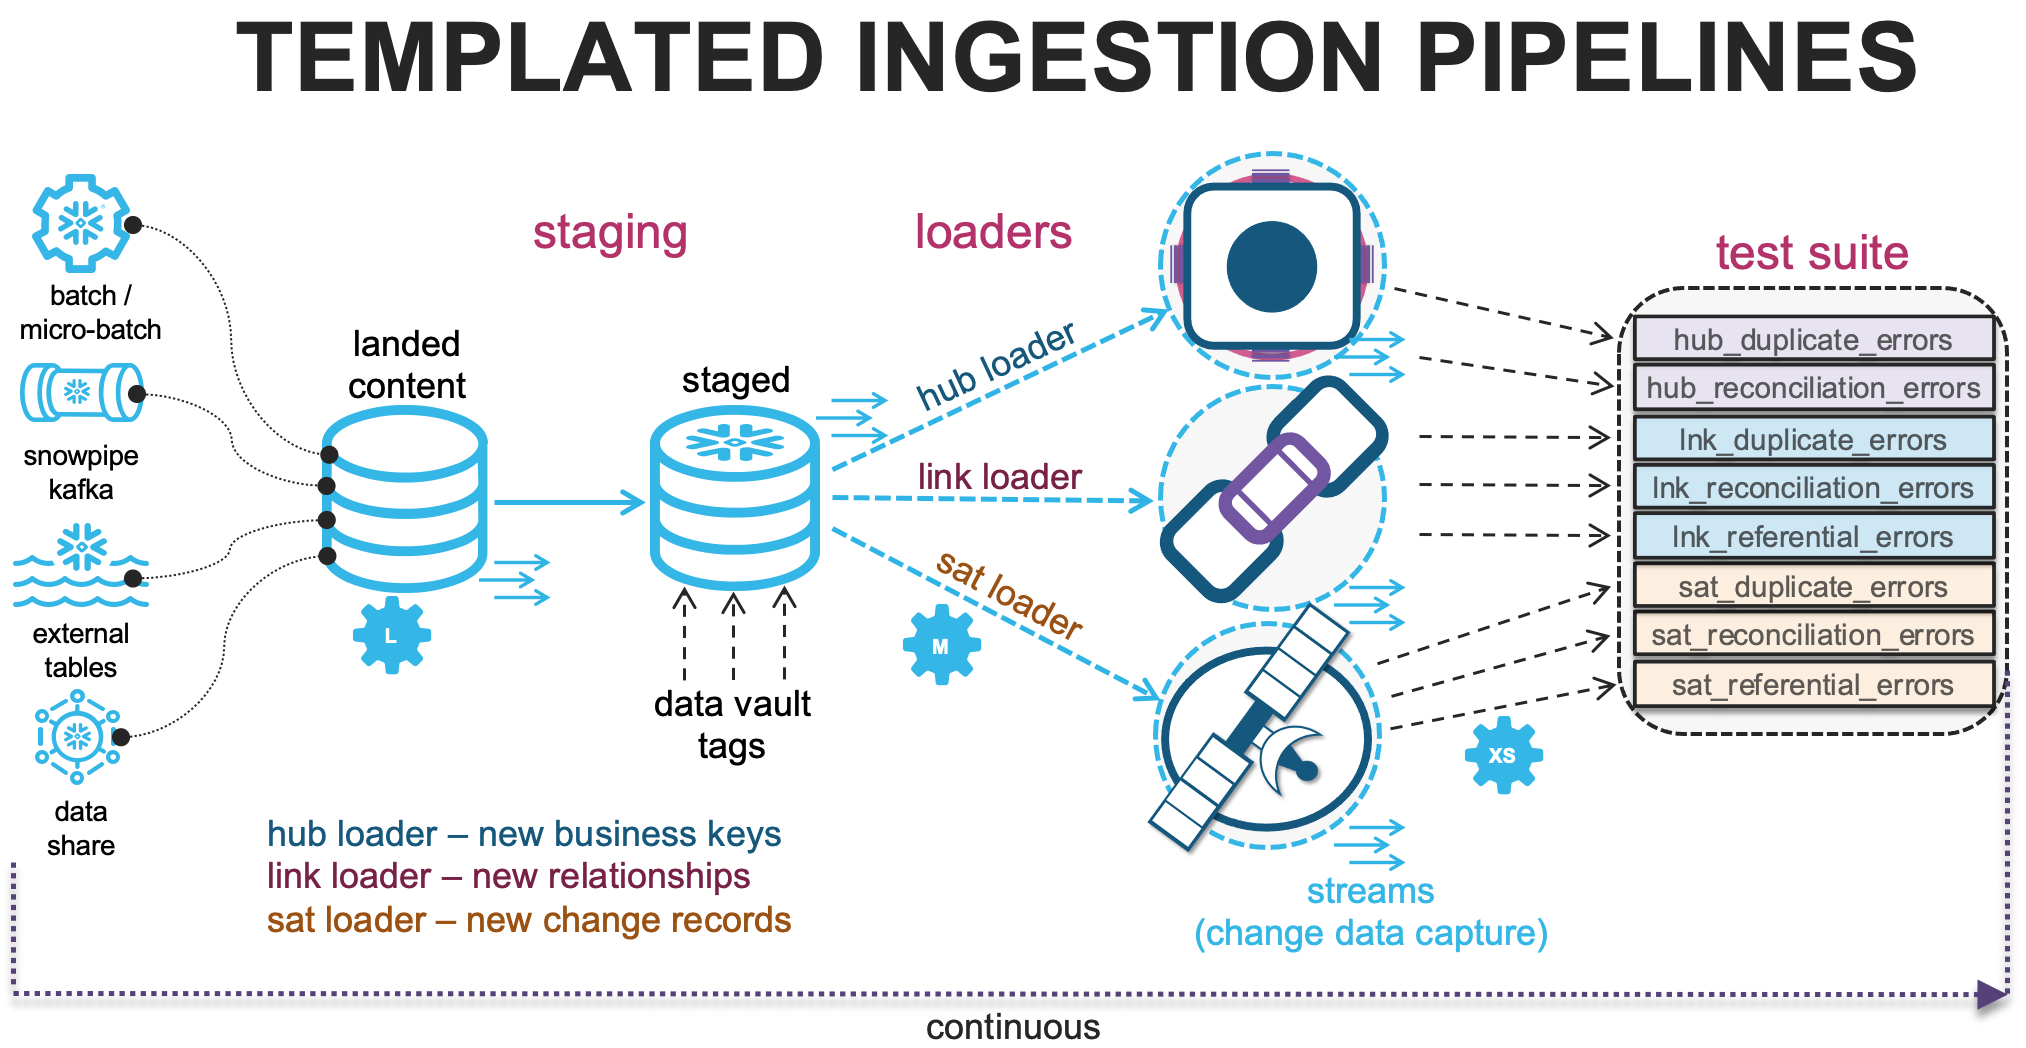 TEMPLATED INGESTION PIPELINES
batch /
micro-batch
snowpipe
kafka
external
tables
data
share
landed
content
L
staging
staged
data vault
tags
loaders
hub loader
link loader
sat loader
M
hub loader – new business keys
link loader – new relationships
sat loader – new change records
streams
(change data capture)
XS
test suite
hub_duplicate_errors
hub_reconciliation_errors
lnk_duplicate_errors
lnk_reconciliation_errors
lnk_referential_errors
sat_duplicate_errors
sat_reconciliation_errors
sat_referential_errors
continuous